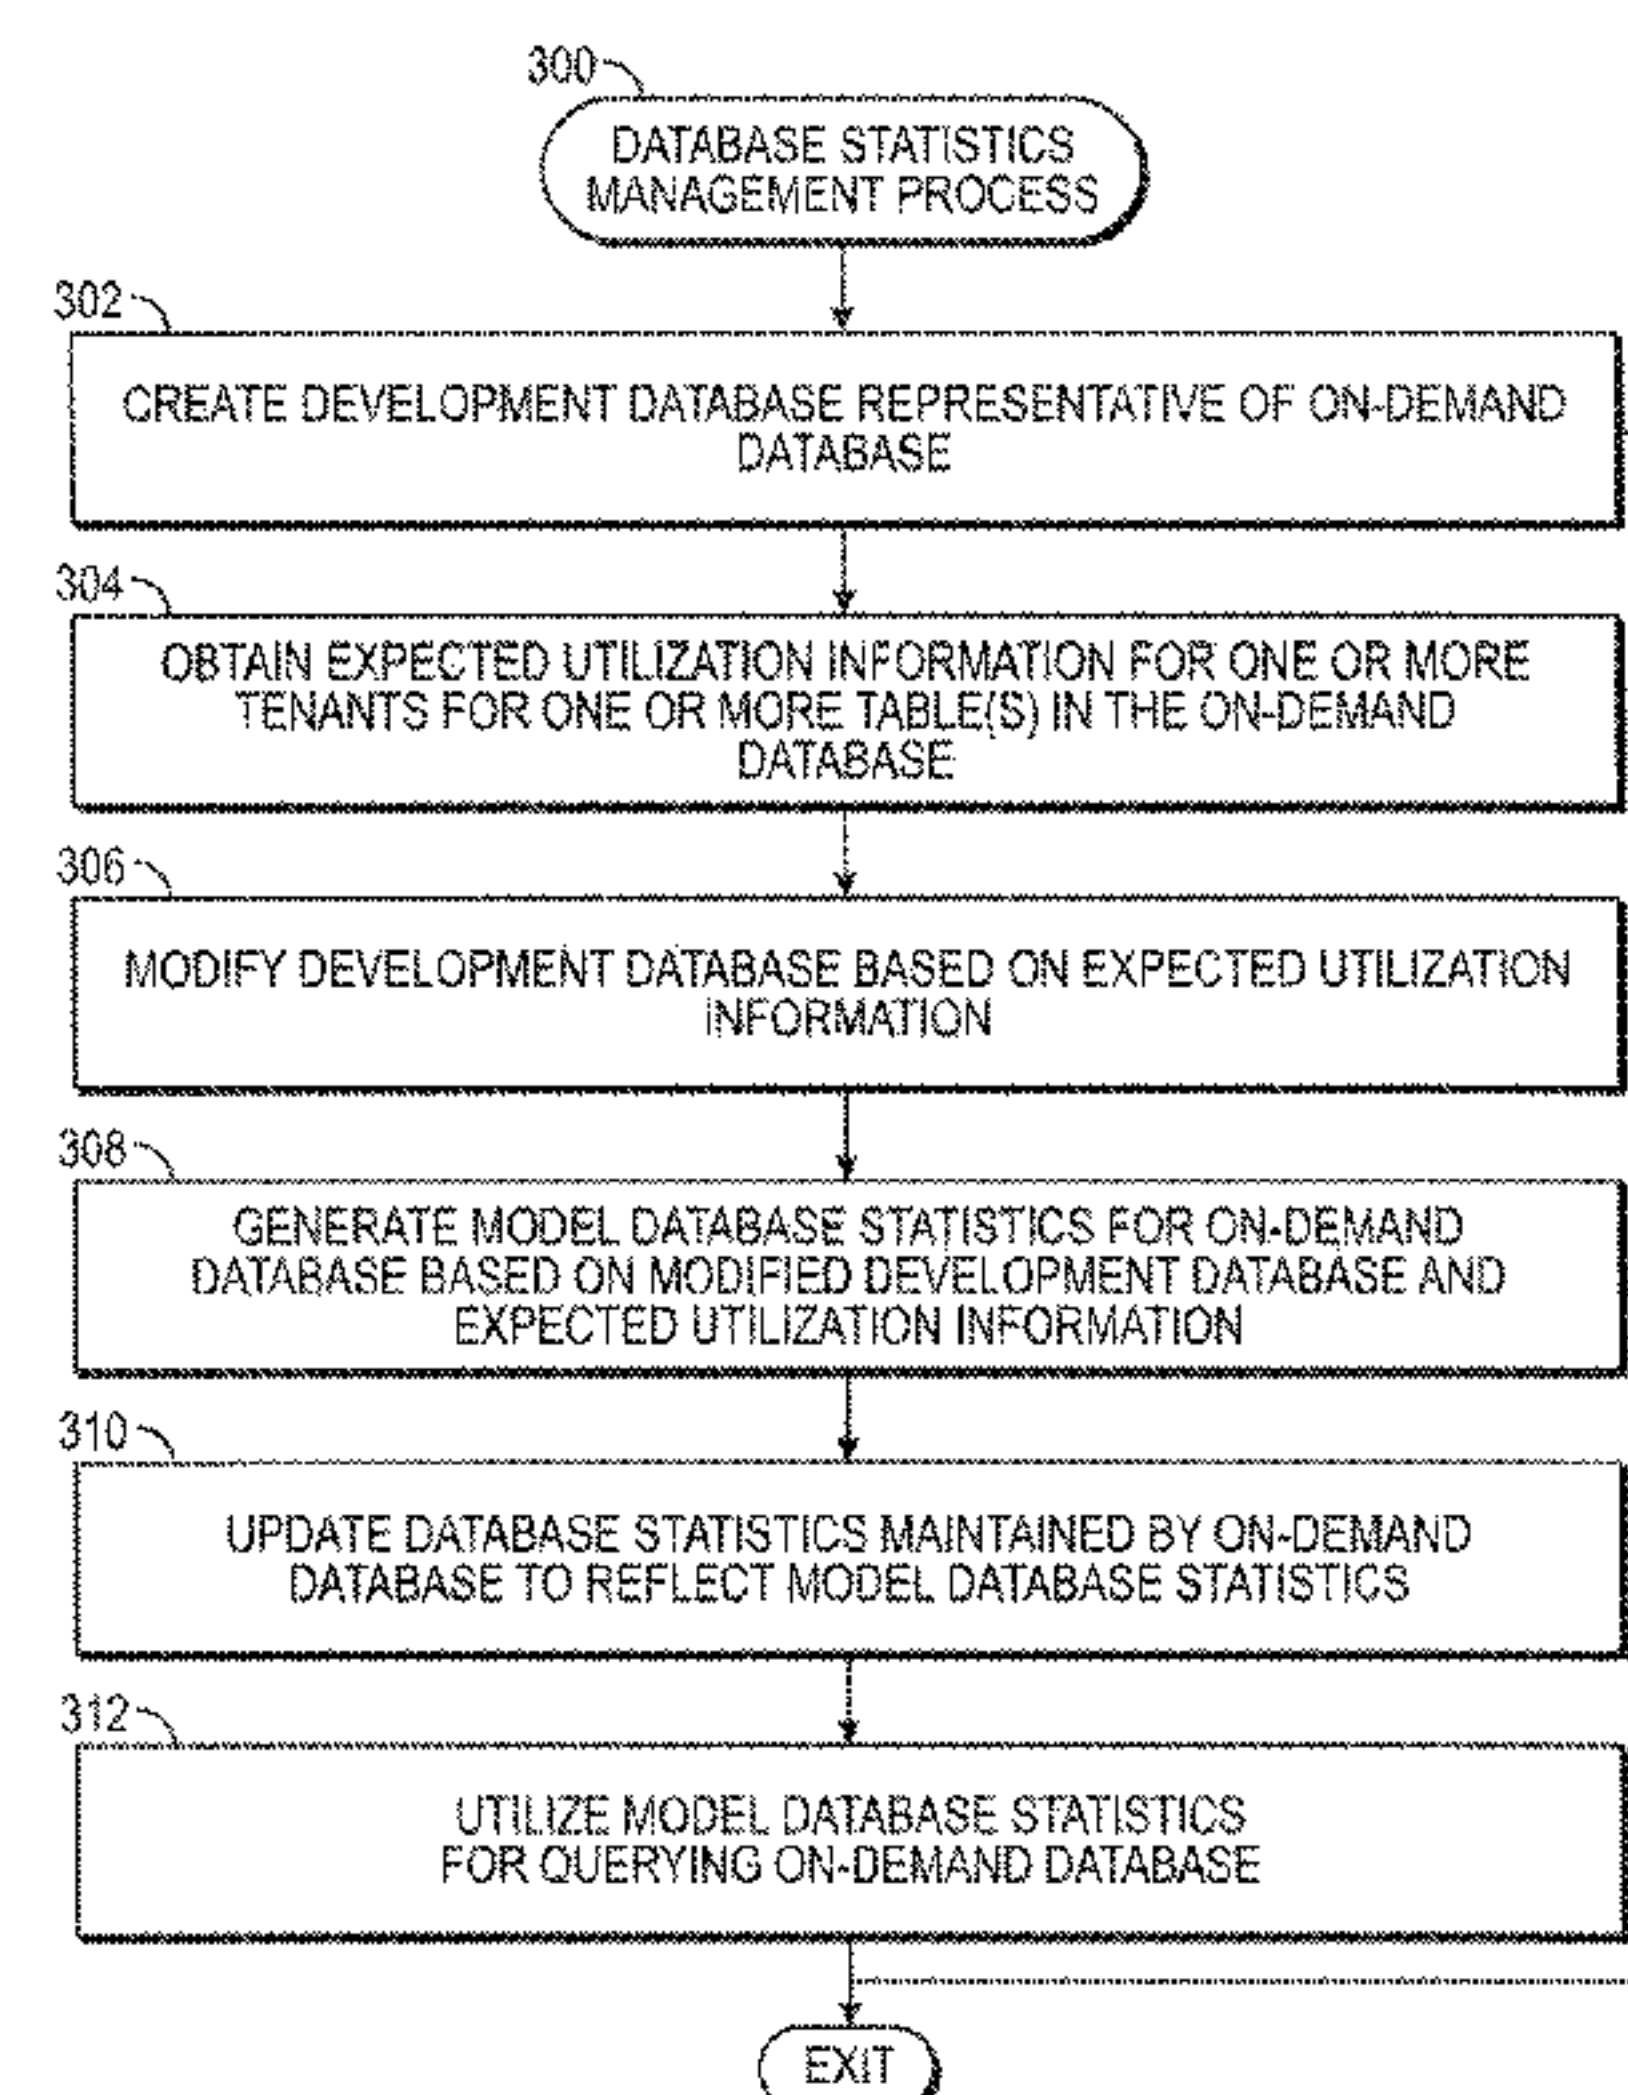 300
DATABASE STATISTICS
MANAGEMENT PROCESS
302
CREATE DEVELOPMENT DATABASE REPRESENTATIVE OF ON-DEMAND
DATABASE
304
OBTAIN EXPECTED UTILIZATION INFORMATION FOR ONE OR MORE
TENANTS FOR ONE OR MORE TABLE(S) IN THE ON-DEMAND
DATABASE
306
MODIFY DEVELOPMENT DATABASE BASED ON EXPECTED UTILIZATION
INFORMATION
308
GENERATE MODEL DATABASE STATISTICS FOR ON-DEMAND
DATABASE BASED ON MODIFIED DEVELOPMENT DATABASE AND
EXPECTED UTILIZATION INFORMATION
310
UPDATE DATABASE STATISTICS MAINTAINED BY ON-DEMAND
DATABASE TO REFLECT MODEL DATABASE STATISTICS
312
UTILIZE MODEL DATABASE STATISTICS
FOR QUERYING ON-DEMAND DATABASE
EXIT